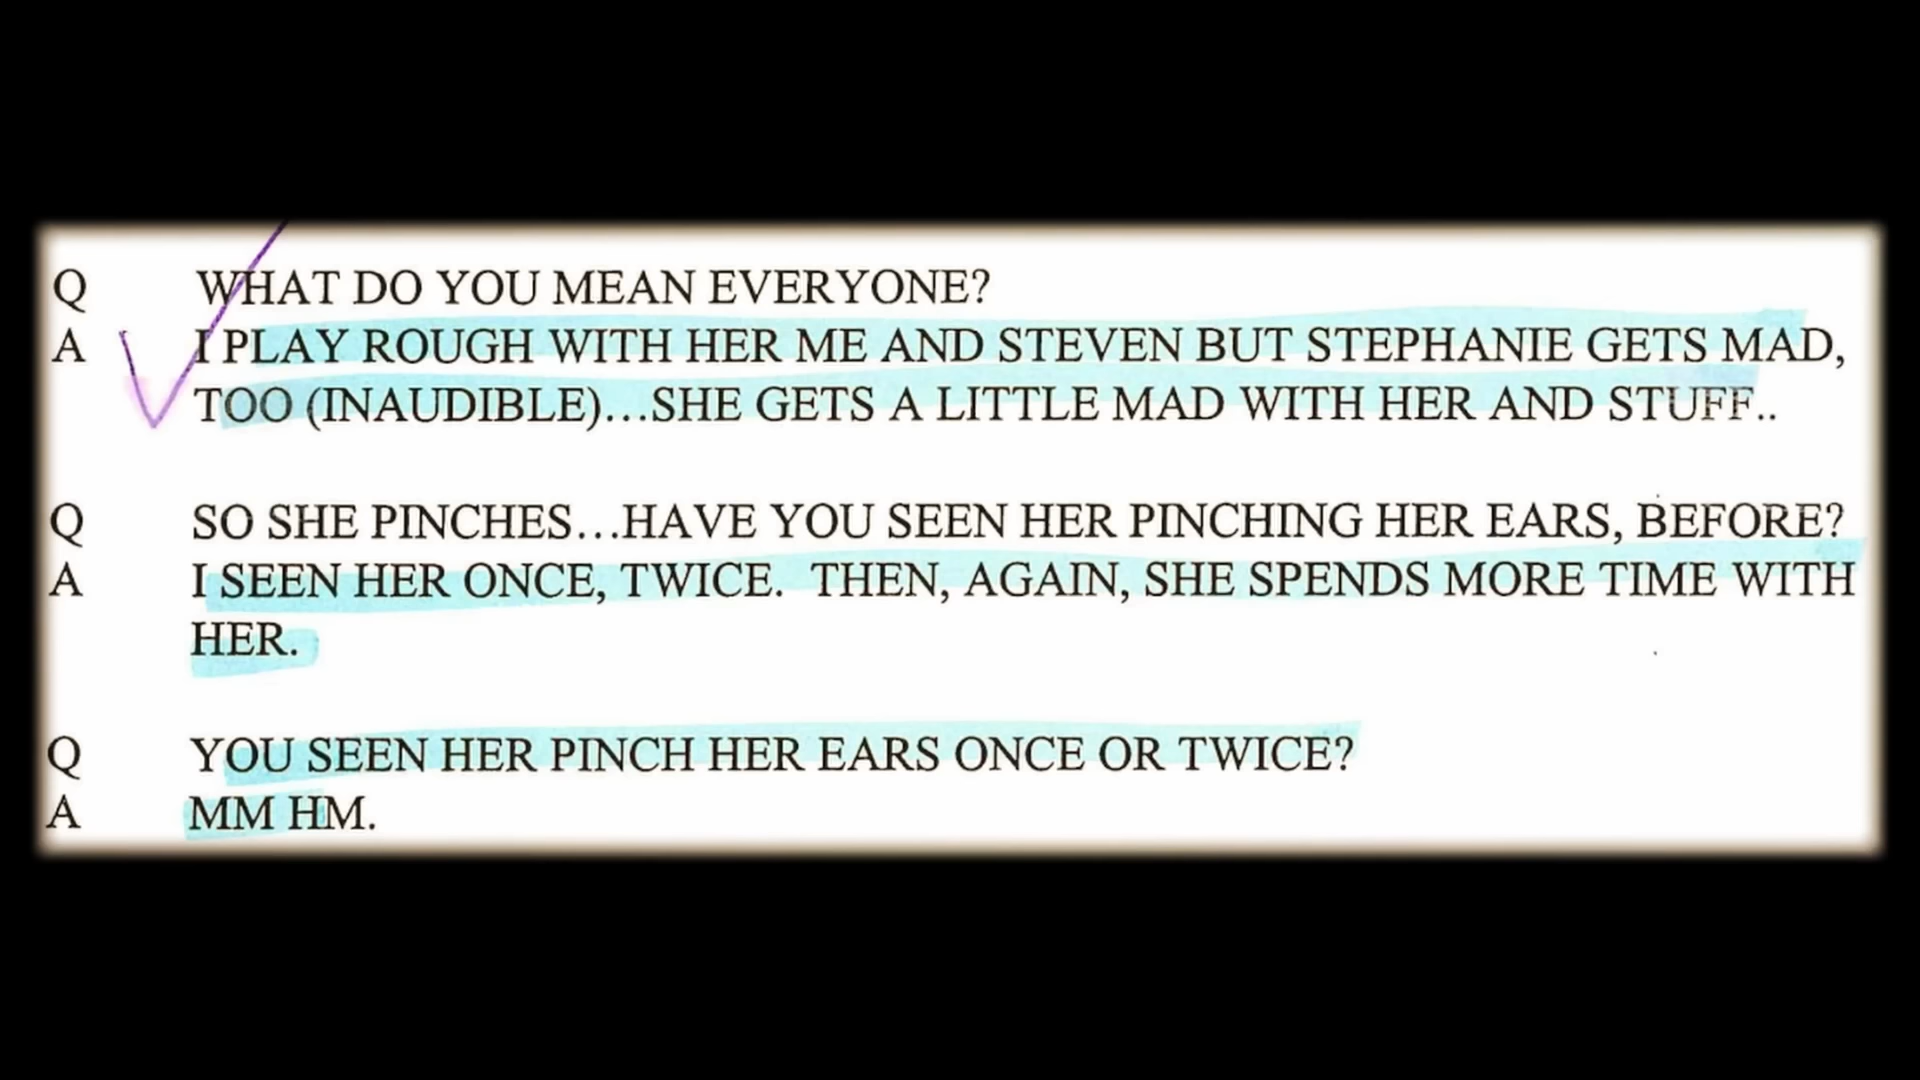 Q WHAT DO YOU MEAN EVERYONE?
A I PLAY ROUGH WITH HER ME AND STEVEN BUT STEPHANIE GETS MAD,
TOO (INAUDIBLE)...SHE GETS A LITTLE MAD WITH HER AND STUFF..
Q SO SHE PINCHES...HAVE YOU SEEN HER PINCHING HER EARS, BEFORE?
A I SEEN HER ONCE, TWICE. THEN, AGAIN, SHE SPENDS MORE TIME WITH
HER.
Q YOU SEEN HER PINCH HER EARS ONCE OR TWICE?
A MM HM.